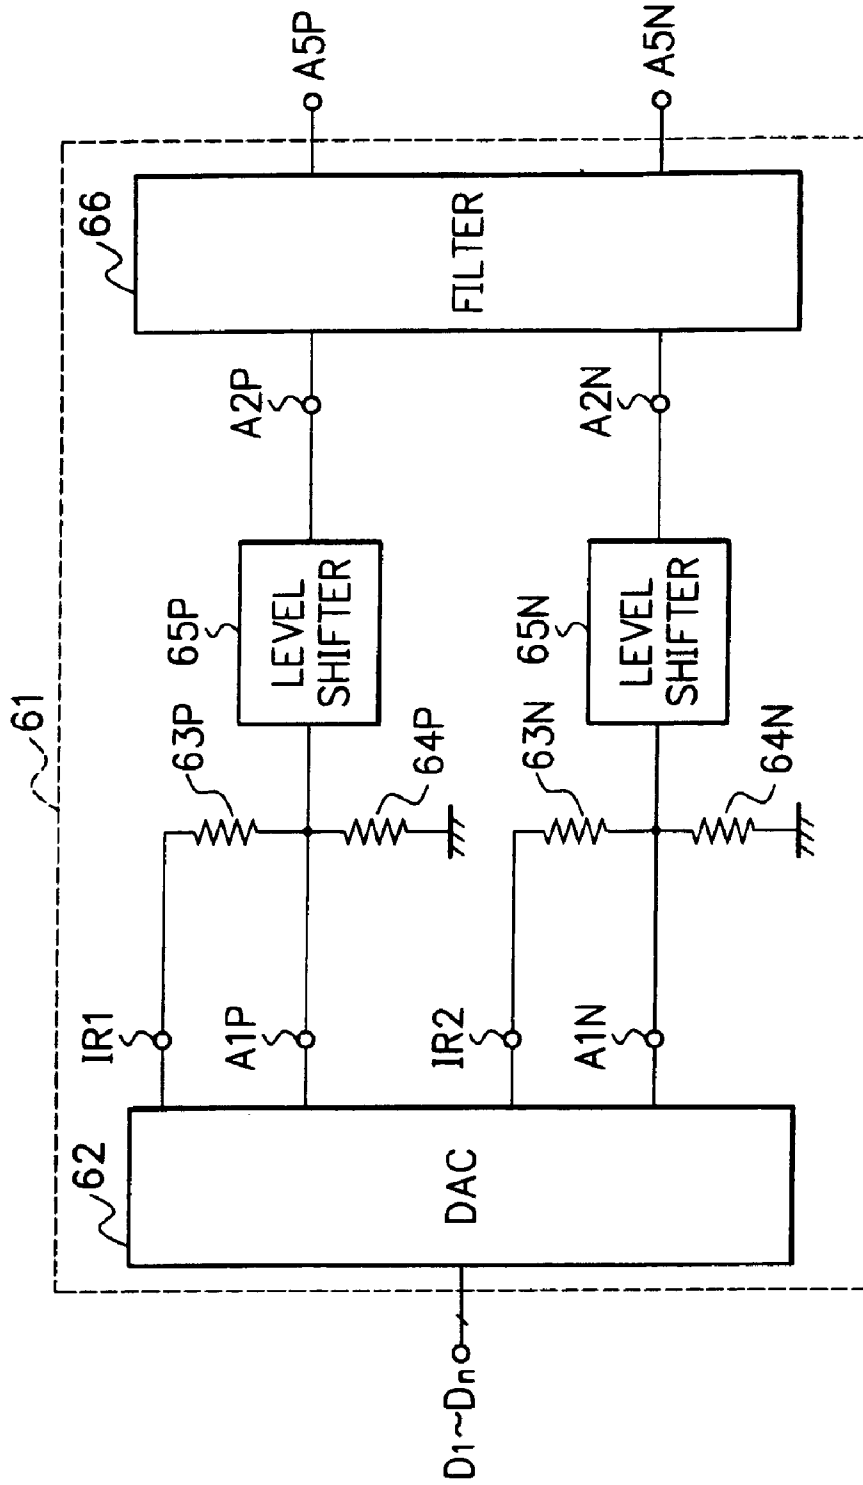 61
62
DAC
D1~Dn
IR1
A1P
IR2
A1N
63P
64P
63N
64N
65P
LEVEL
SHIFTER
65N
LEVEL
SHIFTER
A2P
A2N
66
FILTER
A5P
A5N